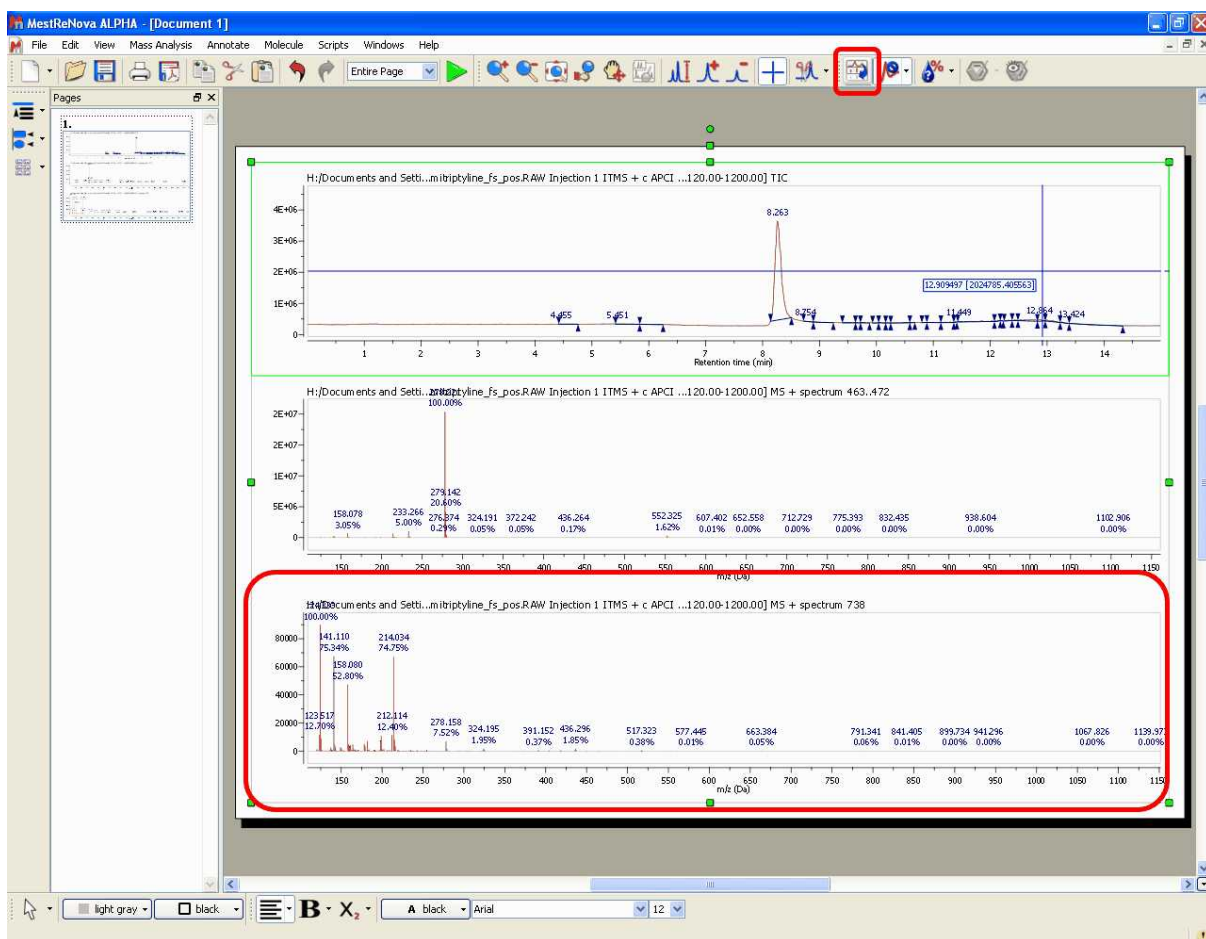 MestReNova ALPHA - [Document 1]
File Edit View Mass Analysis Annotate Molecule Scripts Windows Help
Entire Page
Pages
1.
H:/Documents and Setti...mitriptyline_fs_pos.RAW Injection 1 ITMS + c APCI ...120.00-1200.00] TIC
8.263
4E+06
3E+06
2E+06
12.909497 [2024785.405563]
1E+06
4.455 5.451 8.754 11.449 12.864 13.424
0
1 2 3 4 5 6 7 8 9 10 11 12 13 14
Retention time (min)
H:/Documents and Setti... RAW Injection 1 ITMS + c APCI ...120.00-1200.00] MS + spectrum 463..472
100.00%
2E+07
2E+07
1E+07
279.142
20.60%
5E+06
158.078 233.266 276.374 324.191 372.242 436.264 552.325 607.402 652.558 712.729 775.393 832.435 938.604 1102.906
3.05% 5.00% 0.29% 0.05% 0.05% 0.17% 1.62% 0.01% 0.00% 0.00% 0.00% 0.00% 0.00% 0.00%
0
150 200 250 300 350 400 450 500 550 600 650 700 750 800 850 900 950 1000 1050 1100 1150
m/z (Da)
and Setti...mitriptyline_fs_pos.RAW Injection 1 ITMS + c APCI ...120.00-1200.00] MS + spectrum 738
100.00%
80000
141.110 214.034
75.34% 74.75%
60000
158.080
52.80%
40000
20000
123.517 212.114 278.158 324.195 391.152 436.296 517.323 577.445 663.384 791.341 841.405 899.734 941.296 1067.826
12.70% 12.40% 7.52% 1.95% 0.37% 1.85% 0.38% 0.01% 0.05% 0.06% 0.01% 0.00% 0.00% 0.00% 0.00%
0
150 200 250 300 350 400 450 500 550 600 650 700 750 800 850 900 950 1000 1050 1100
m/z (Da)
light gray black B X₂ A black Arial 12